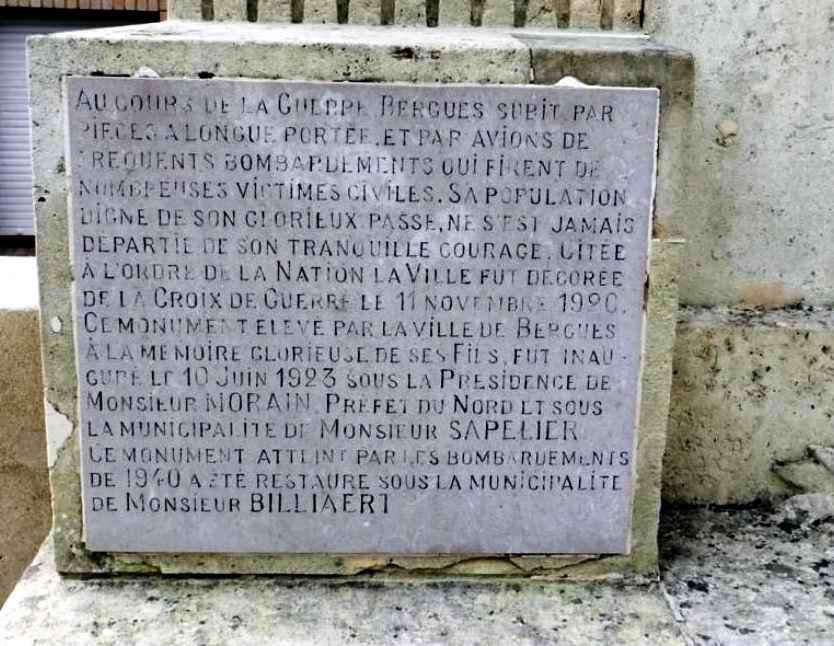 AU COURS DE LA GUERRE BERGUES SUBIT PAR
PIECES A LONGUE PORTEE, ET PAR AVIONS DE
FREQUENTS BOMBARDEMENTS QUI FIRENT DE
NOMBREUSES VICTIMES CIVILES. SA POPULATION
DIGNE DE SON GLORIEUX PASSE, NE S'EST JAMAIS
DEPARTIE DE SON TRANQUILLE COURAGE. CITEE
À L'ORDRE DE LA NATION LA VILLE FUT DECOREE
DE LA CROIX DE GUERRE LE 11 NOVEMBRE 1920.
CE MONUMENT ELEVE PAR LA VILLE DE BERGUES
À LA MEMOIRE GLORIEUSE DE SES FILS, FUT INAU-
GURE LE 10 JUIN 1923 SOUS LA PRESIDENCE DE
MONSIEUR MORAIN PREFET DU NORD ET SOUS
LA MUNICIPALITE DE MONSIEUR SAPELIER
CE MONUMENT ATTEINT PAR LES BOMBARDEMENTS
DE 1940 A ETE RESTAURE SOUS LA MUNICIPALITE
DE MONSIEUR BILLIAERT